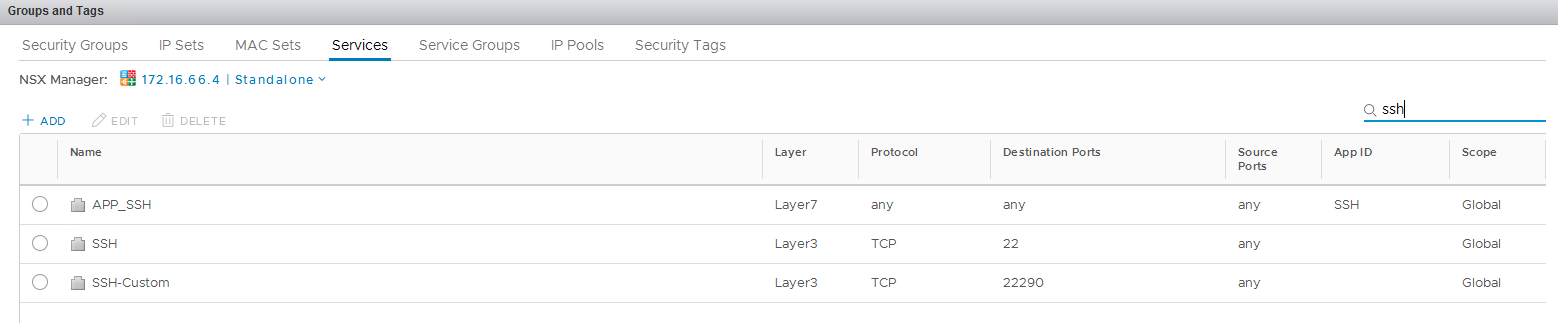 Groups and Tags
Security Groups IP Sets MAC Sets Services Service Groups IP Pools Security Tags
NSX Manager: 172.16.66.4 | Standalone
ADD EDIT DELETE ssh
Name Layer Protocol Destination Ports Source Ports App ID Scope
APP_SSH Layer7 any any any SSH Global
SSH Layer3 TCP 22 any Global
SSH-Custom Layer3 TCP 22290 any Global